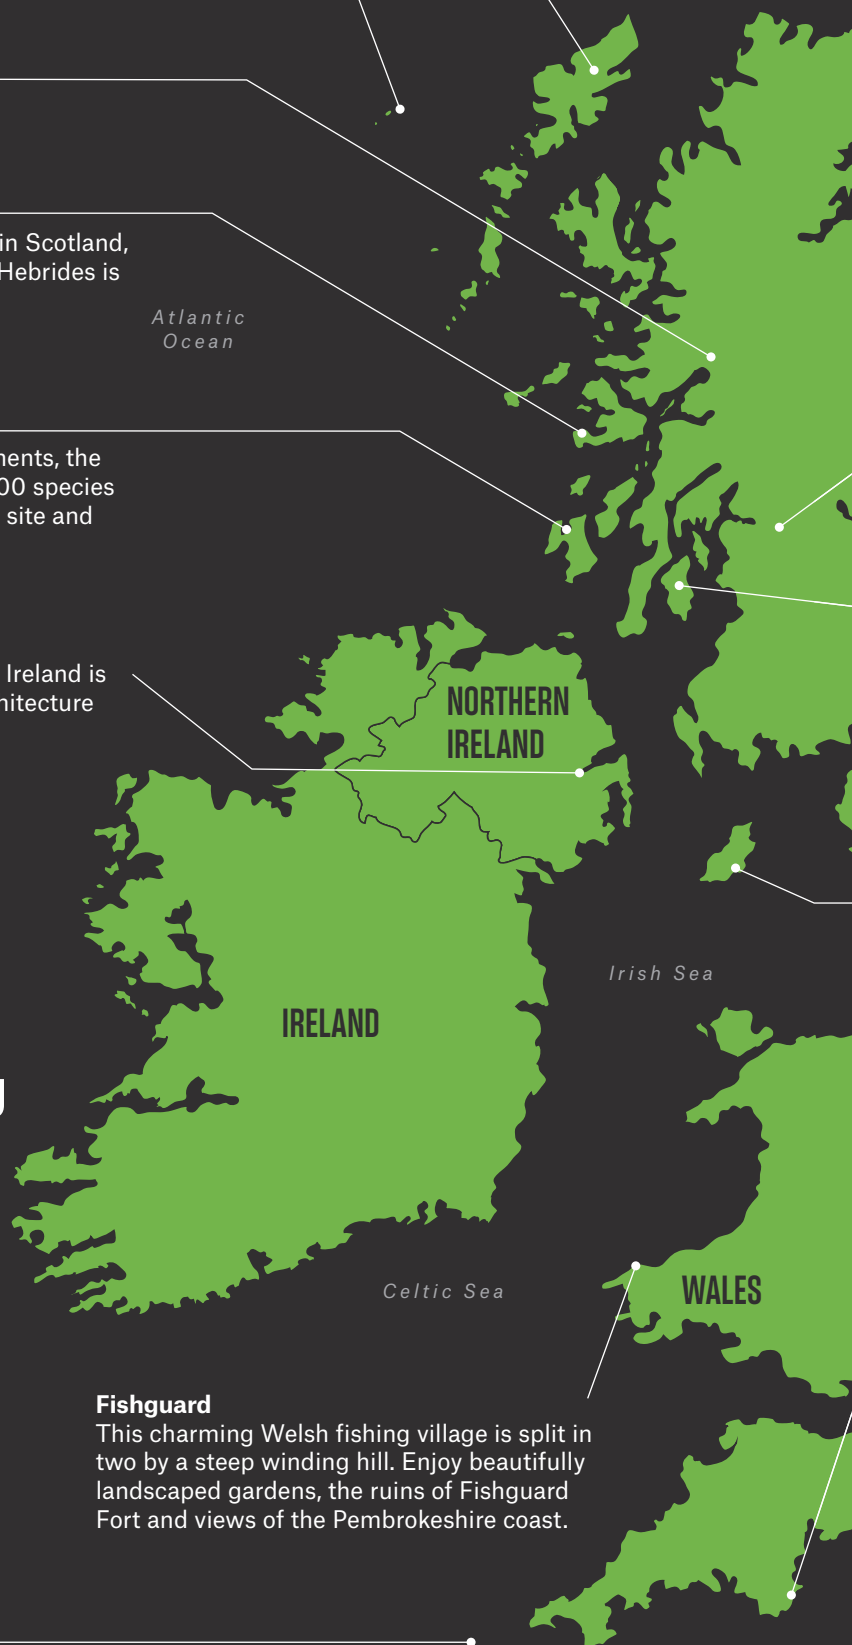 in Scotland,
Hebrides is
Atlantic
Ocean
the
00 species
site and
Ireland is
NORTHERN
IRELAND
Irish Sea
IRELAND
Celtic Sea
WALES
Fishguard
This charming Welsh fishing village is split in
two by a steep winding hill. Enjoy beautifully
landscaped gardens, the ruins of Fishguard
Fort and views of the Pembrokeshire coast.